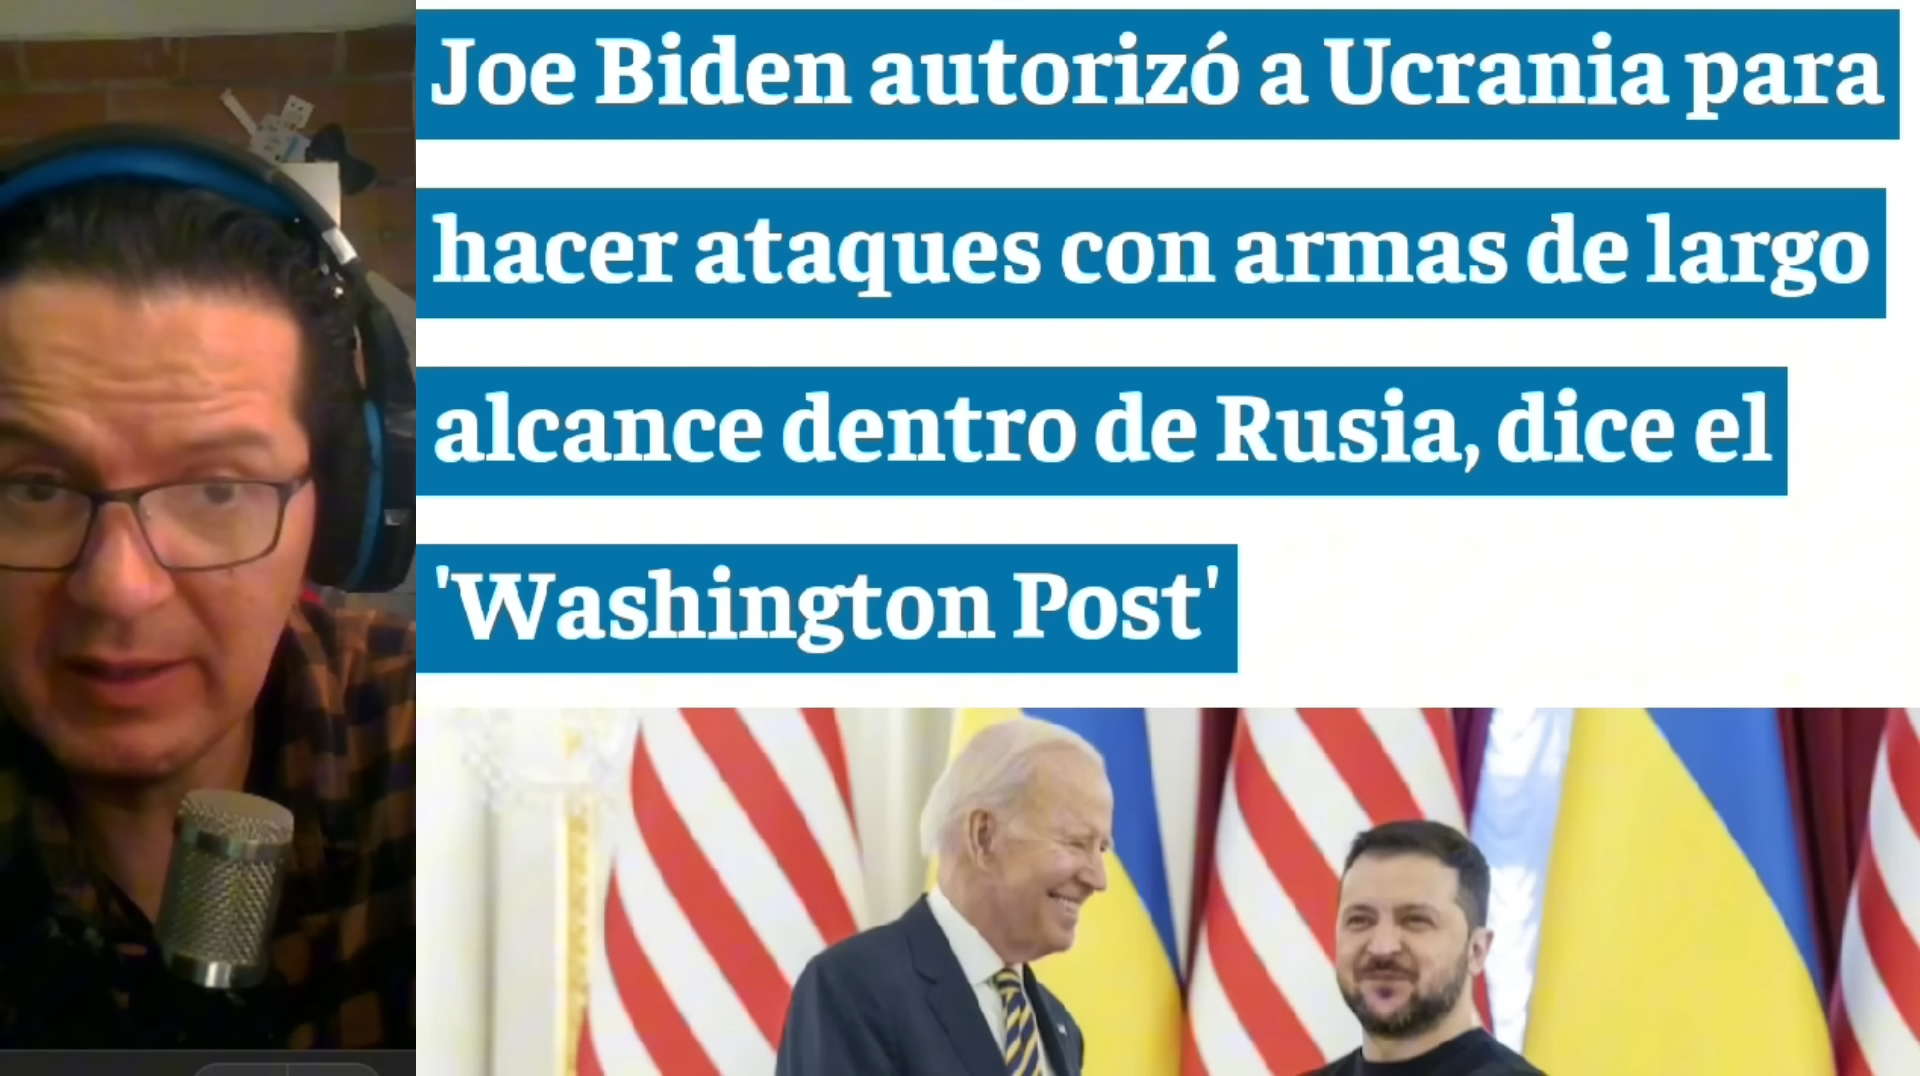 Joe Biden autorizó a Ucrania para
hacer ataques con armas de largo
alcance dentro de Rusia, dice el
'Washington Post'